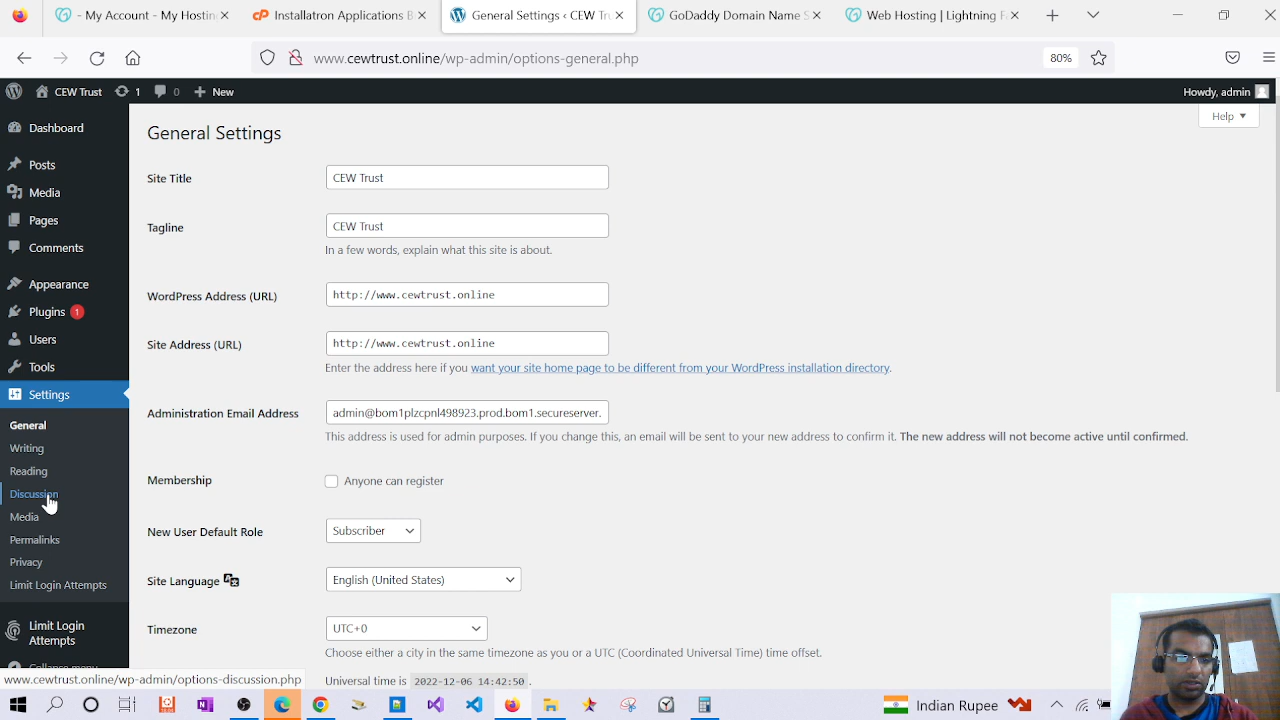 - My Account - My Hostin
Installatron Applications B
General Settings ‹ CEW Tru
GoDaddy Domain Name S
Web Hosting | Lightning Fa
www.cewtrust.online/wp-admin/options-general.php
80%
CEW Trust
1
0
New
Howdy, admin
Help
Dashboard
Posts
Media
Pages
Comments
Appearance
Plugins 1
Users
Tools
Settings
General
Writing
Reading
Discussion
Media
Permalinks
Privacy
Limit Login Attempts
Limit Login
Attempts
Collapse menu
General Settings
Site Title
CEW Trust
Tagline
CEW Trust
In a few words, explain what this site is about.
WordPress Address (URL)
http://www.cewtrust.online
Site Address (URL)
http://www.cewtrust.online
Enter the address here if you want your site home page to be different from your WordPress installation directory.
Administration Email Address
admin@bom1plzcpnl498923.prod.bom1.secureserver.
This address is used for admin purposes. If you change this, an email will be sent to your new address to confirm it. The new address will not become active until confirmed.
Membership
Anyone can register
New User Default Role
Subscriber
Site Language
English (United States)
Timezone
UTC+0
Choose either a city in the same timezone as you or a UTC (Coordinated Universal Time) time offset.
Universal time is 2022-12-06 14:42:50 .
www.cewtrust.online/wp-admin/options-discussion.php
Indian Rupee